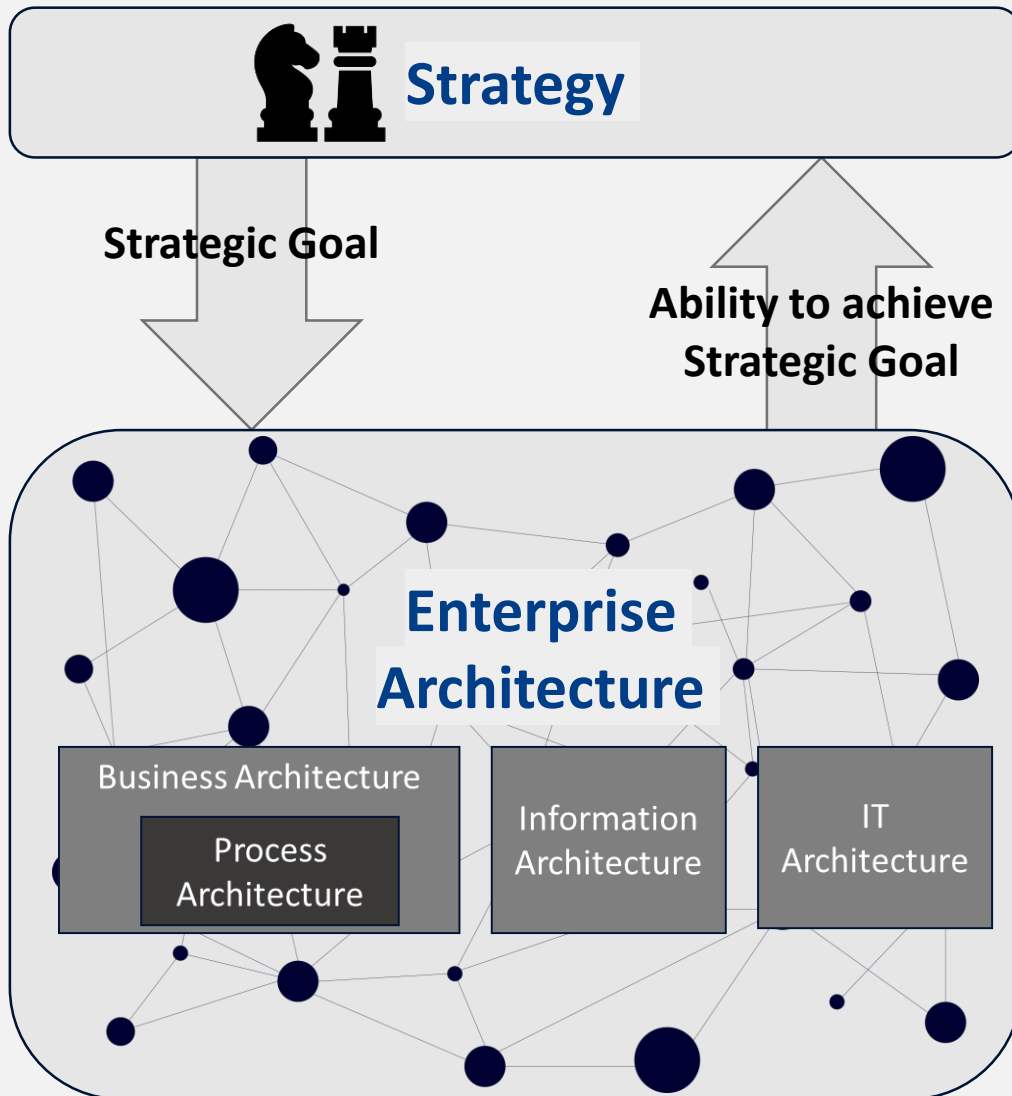 Strategy
Strategic Goal
Ability to achieve
Strategic Goal
Enterprise
Architecture
Business Architecture
Process
Architecture
Information
Architecture
IT
Architecture